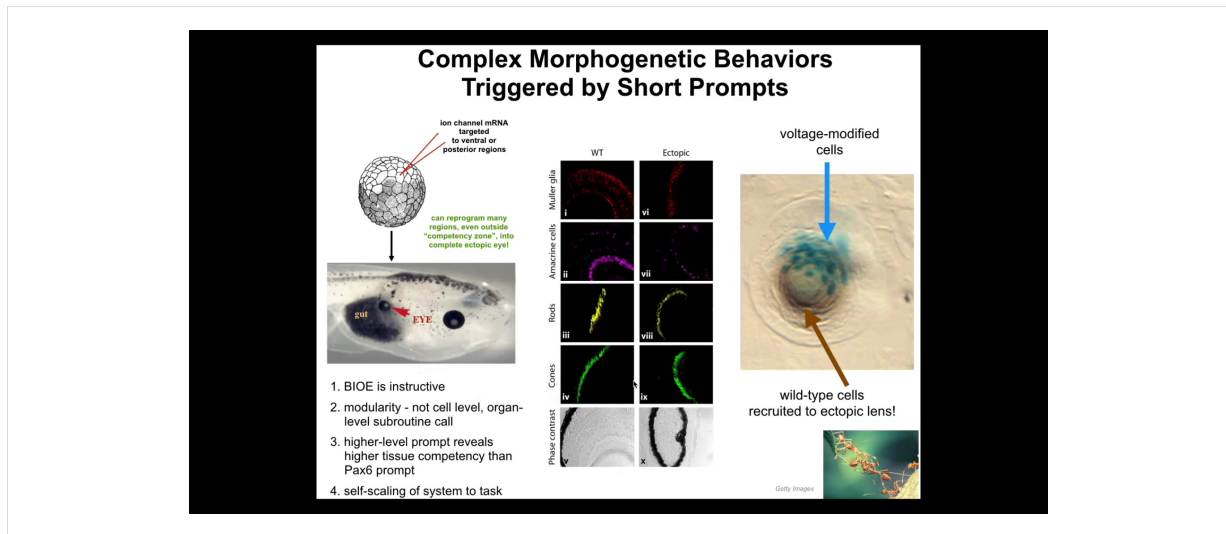 Complex Morphogenetic Behaviors
Triggered by Short Prompts
ion channel mRNA
targeted
to ventral or
posterior regions
can reprogram many
regions, even outside
"competency zone", into
complete ectopic eye!
gut
EYE
1. BIOE is instructive
2. modularity - not cell level, organ-
level subroutine call
3. higher-level prompt reveals
higher tissue competency than
Pax6 prompt
4. self-scaling of system to task
WT
Ectopic
Muller glia
i
vi
Amacrine cells
ii
vii
Rods
iii
viii
Cones
iv
ix
Phase contrast
v
x
voltage-modified
cells
wild-type cells
recruited to ectopic lens!
Getty Images